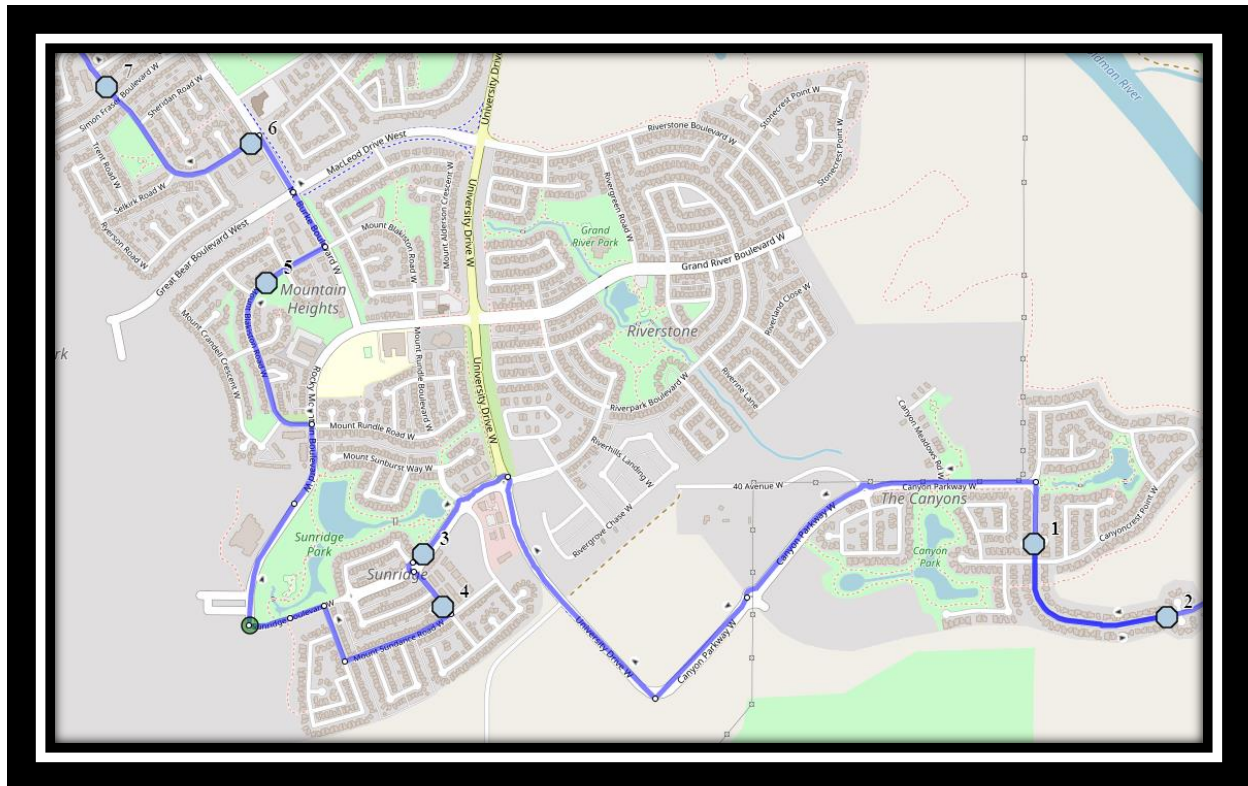 7
Simon Fraser Boulevard W
Sheridan Road W
6
Trent Road W
Selkirk Road W
Ryerson Road W
MacLeod Drive West
Great Bear Boulevard West
University Drive W
University Drive W
University Drive W
University Drive W
University Drive W
Riverstone Boulevard W
Stonecrest Point W
Stonecrest Point W
Mount Alderson Crescent W
Mount Blakiston Road W
Rivergreen Road W
Grand
River Park
Grand River Boulevard W
5
Mountain
Heights
Mount Crandell Crescent W
Mount Rundle Boulevard W
Mount Rundle Road W
Mount Sunburst Way W
Riverstone
Riverland Close W
Riverine Lane
Riverpark Boulevard W
Riverhills Landing W
Rivergrove Chase W
40 Avenue W
Canyon Meadows Rd W
Canyon Parkway W
Canyon Parkway W
Canyon Parkway W
The Canyons
Canyoncrest Point W
Canyon
Park
1
2
Sunridge
Park
3
Sunridge
4
Mount Sundance Road W